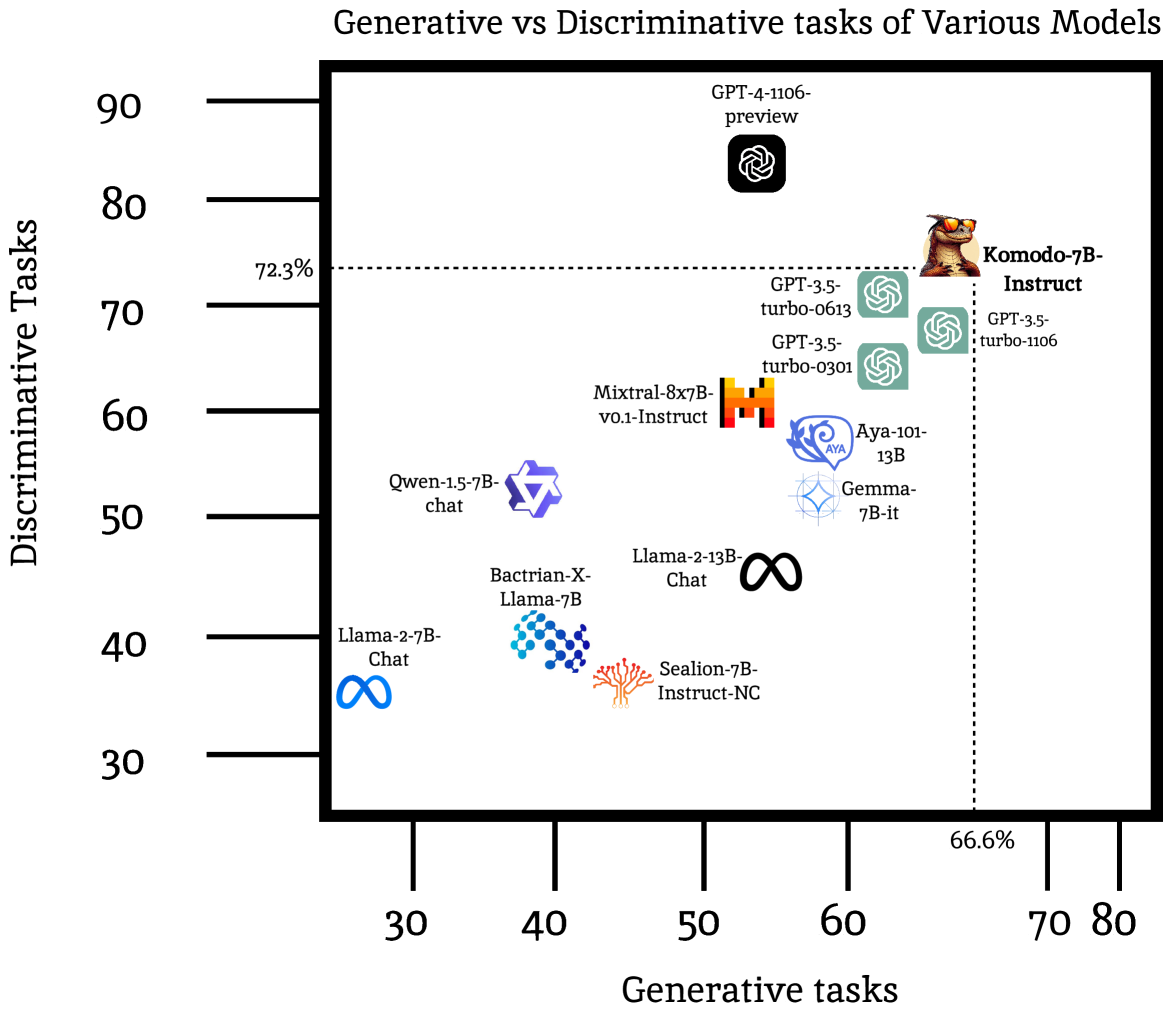 Generative vs Discriminative tasks of Various Models
90
80
70
60
50
40
30
Discriminative Tasks
72.3%
GPT-4-1106-
preview
Komodo-7B-
Instruct
GPT-3.5-
turbo-0613
GPT-3.5-
turbo-1106
GPT-3.5-
turbo-0301
Mixtral-8x7B-
v0.1-Instruct
Aya-101-
13B
AYA
Qwen-1.5-7B-
chat
Gemma-
7B-it
Llama-2-13B-
Chat
Bactrian-X-
Llama-7B
Llama-2-7B-
Chat
Sealion-7B-
Instruct-NC
66.6%
30 40 50 60 70 80
Generative tasks